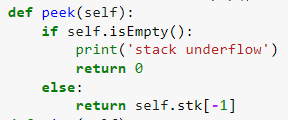 def peek(self):
    if self.isEmpty():
        print('stack underflow')
        return 0
    else:
        return self.stk[-1]